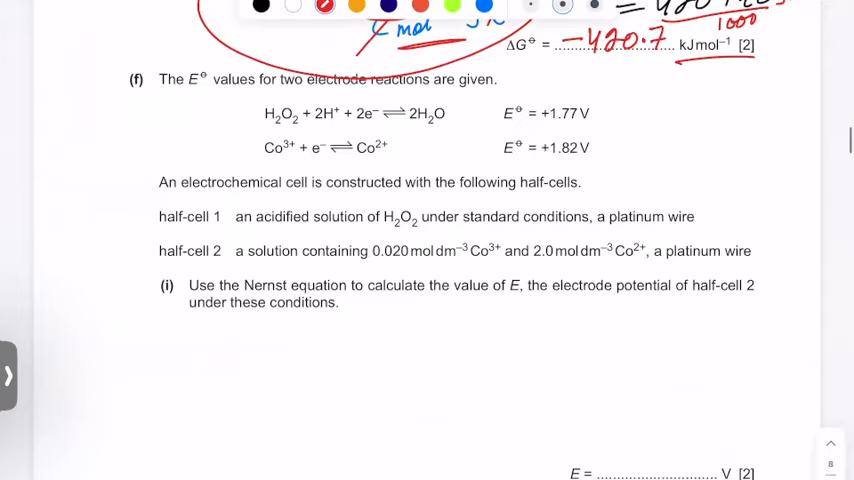 = 420
1000
¢ mol
ΔG⦵ = ....–420.7.... kJ mol⁻¹ [2]
(f) The E⦵ values for two electrode reactions are given.
H₂O₂ + 2H⁺ + 2e⁻ ⇌ 2H₂O E⦵ = +1.77 V
Co³⁺ + e⁻ ⇌ Co²⁺ E⦵ = +1.82 V
An electrochemical cell is constructed with the following half-cells.
half-cell 1 an acidified solution of H₂O₂ under standard conditions, a platinum wire
half-cell 2 a solution containing 0.020 mol dm⁻³ Co³⁺ and 2.0 mol dm⁻³ Co²⁺, a platinum wire
(i) Use the Nernst equation to calculate the value of E, the electrode potential of half-cell 2
under these conditions.
E = .............................. V [2]
8